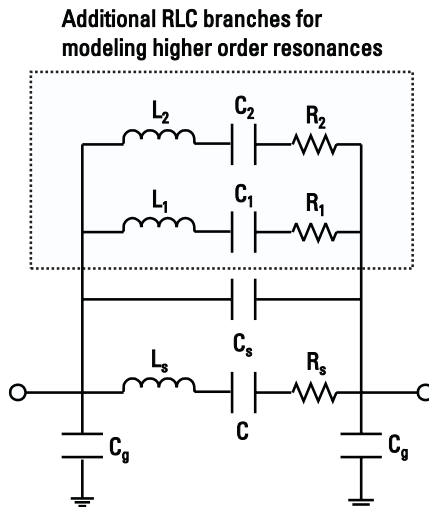 Additional RLC branches for
modeling higher order resonances
L2 C2 R2
L1 C1 R1
Cs
Ls Rs
C
Cg Cg